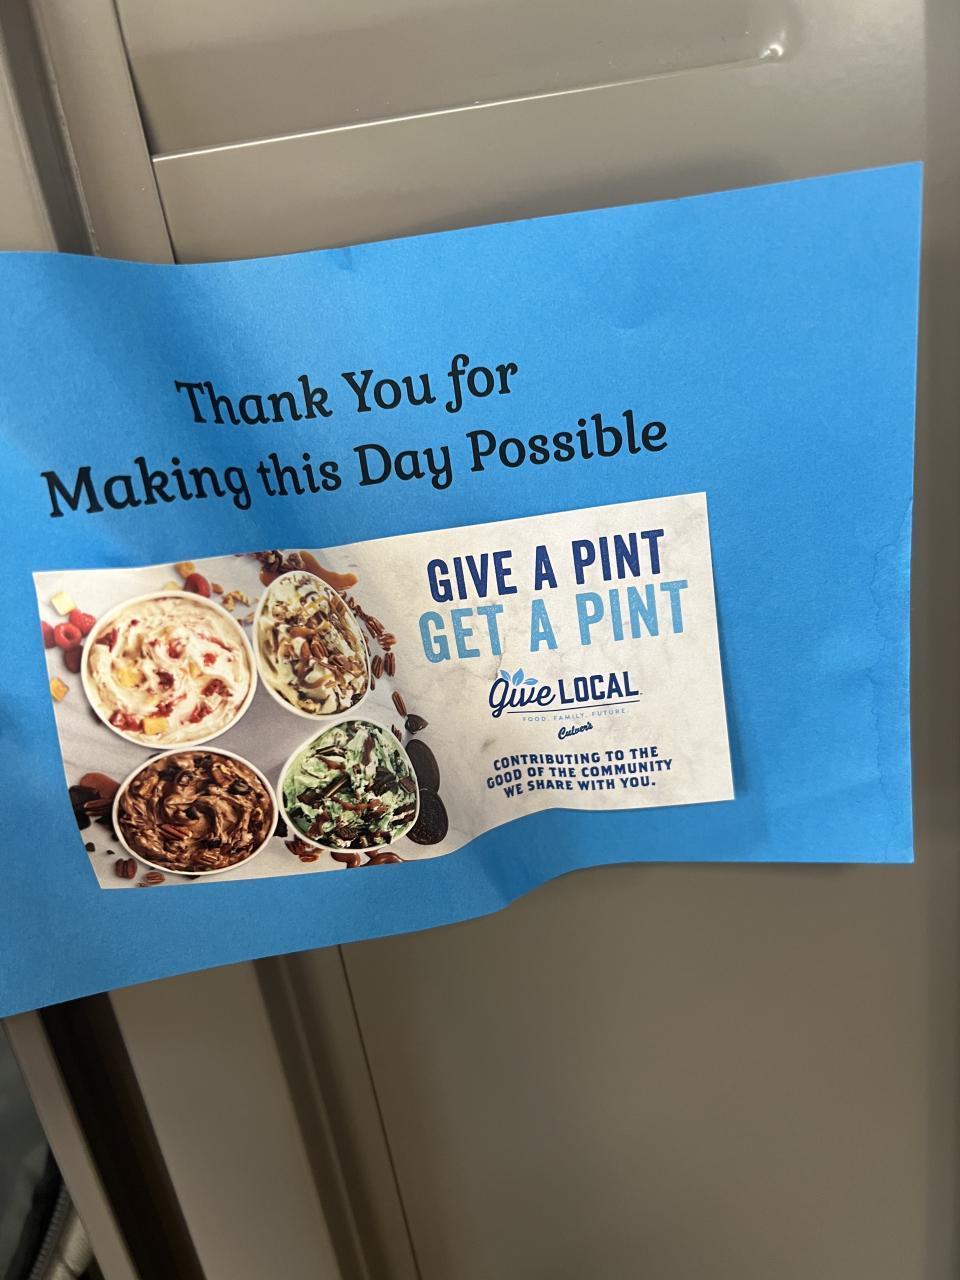 Thank You for
Making this Day Possible
GIVE A PINT
GET A PINT
give LOCAL
FOOD. FAMILY. FUTURE.
Culver's
CONTRIBUTING TO THE
GOOD OF THE COMMUNITY
WE SHARE WITH YOU.